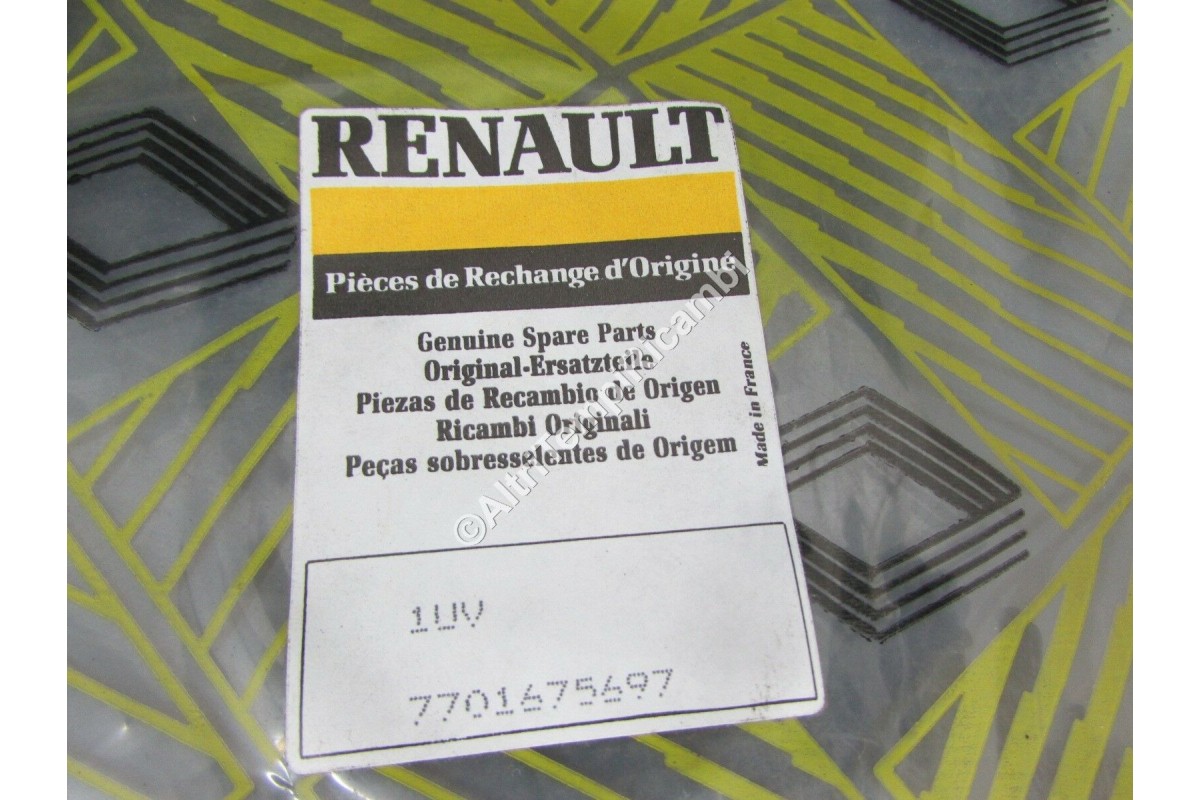 RENAULT
Pièces de Rechange d'Origine
Genuine Spare Parts
Original-Ersatzteile
Piezas de Recambio de Origen
Ricambi Originali
Peças sobresselentes de Origem
Made in France
©AltriTempiRicambi
1UV
7701675697